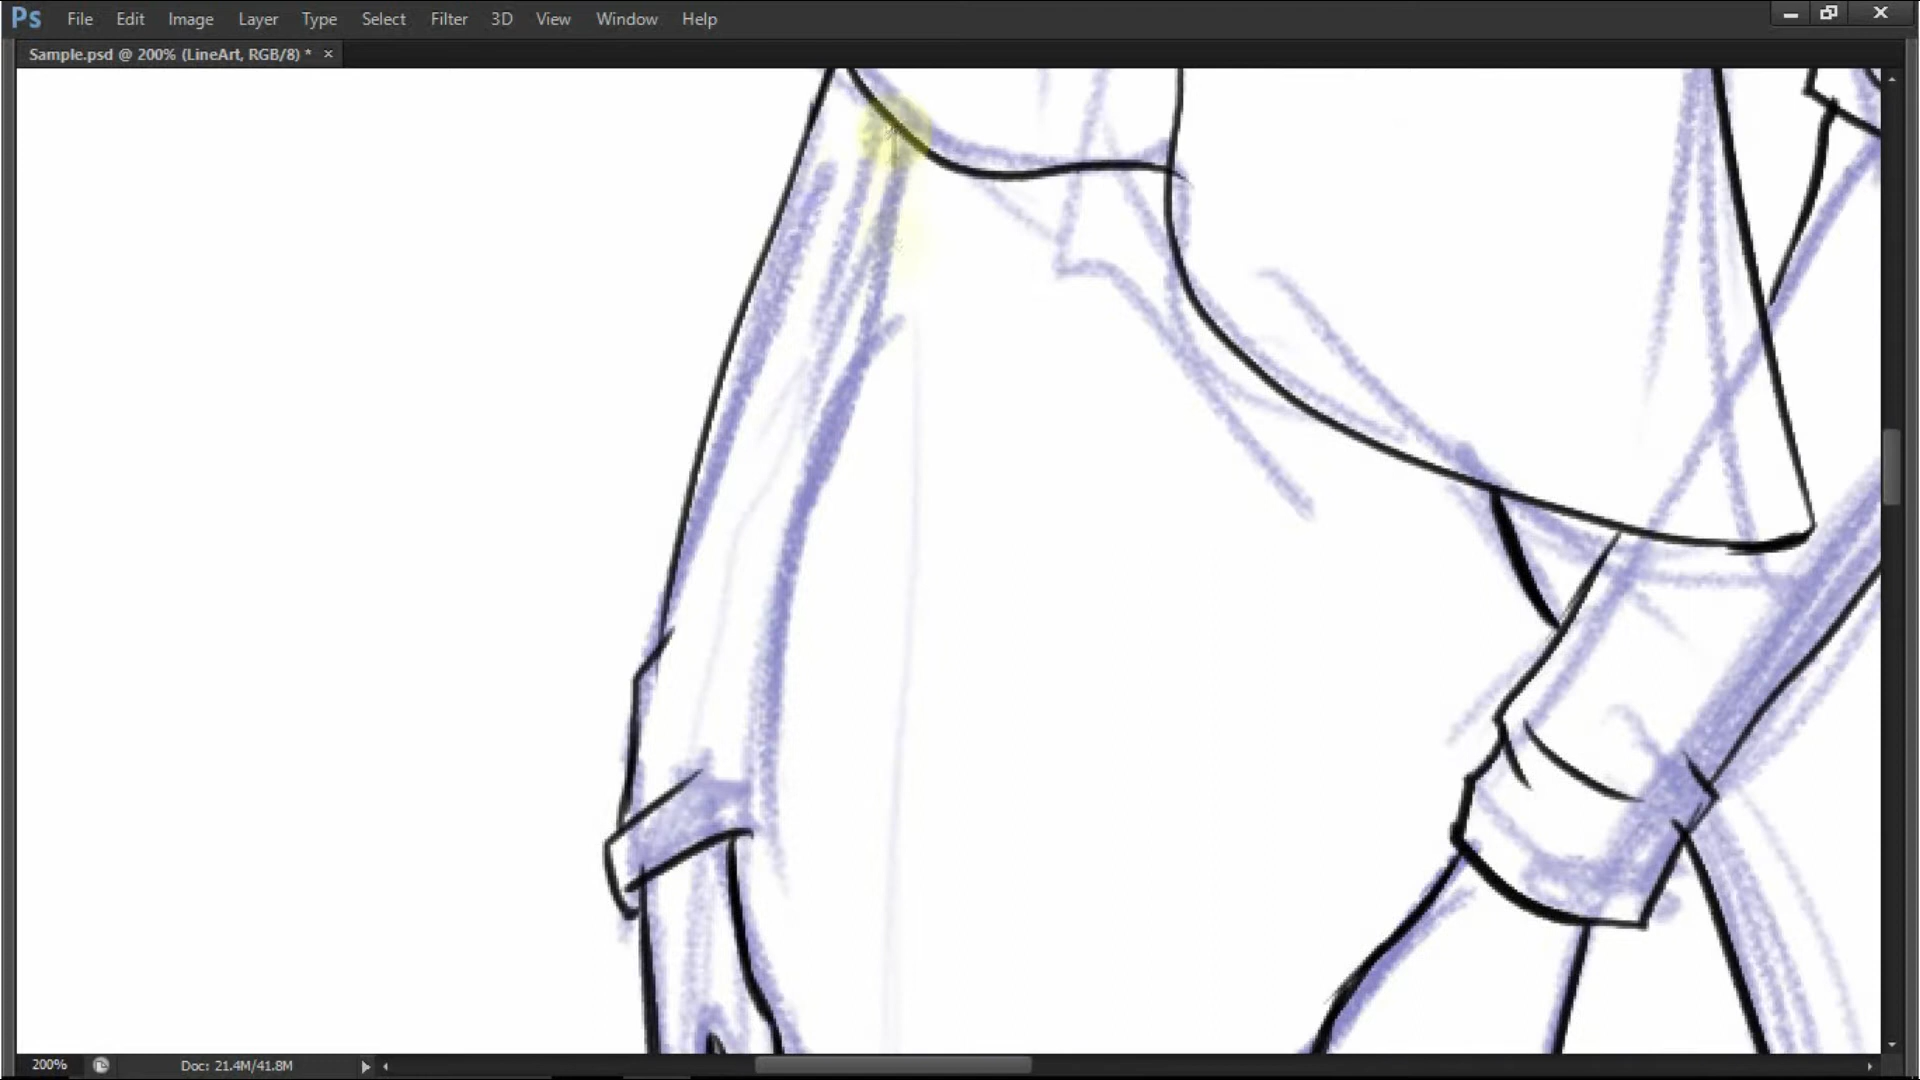 Ps File Edit Image Layer Type Select Filter 3D View Window Help
Sample.psd @ 200% (LineArt, RGB/8) * ×
200% Doc: 21.4M/41.8M